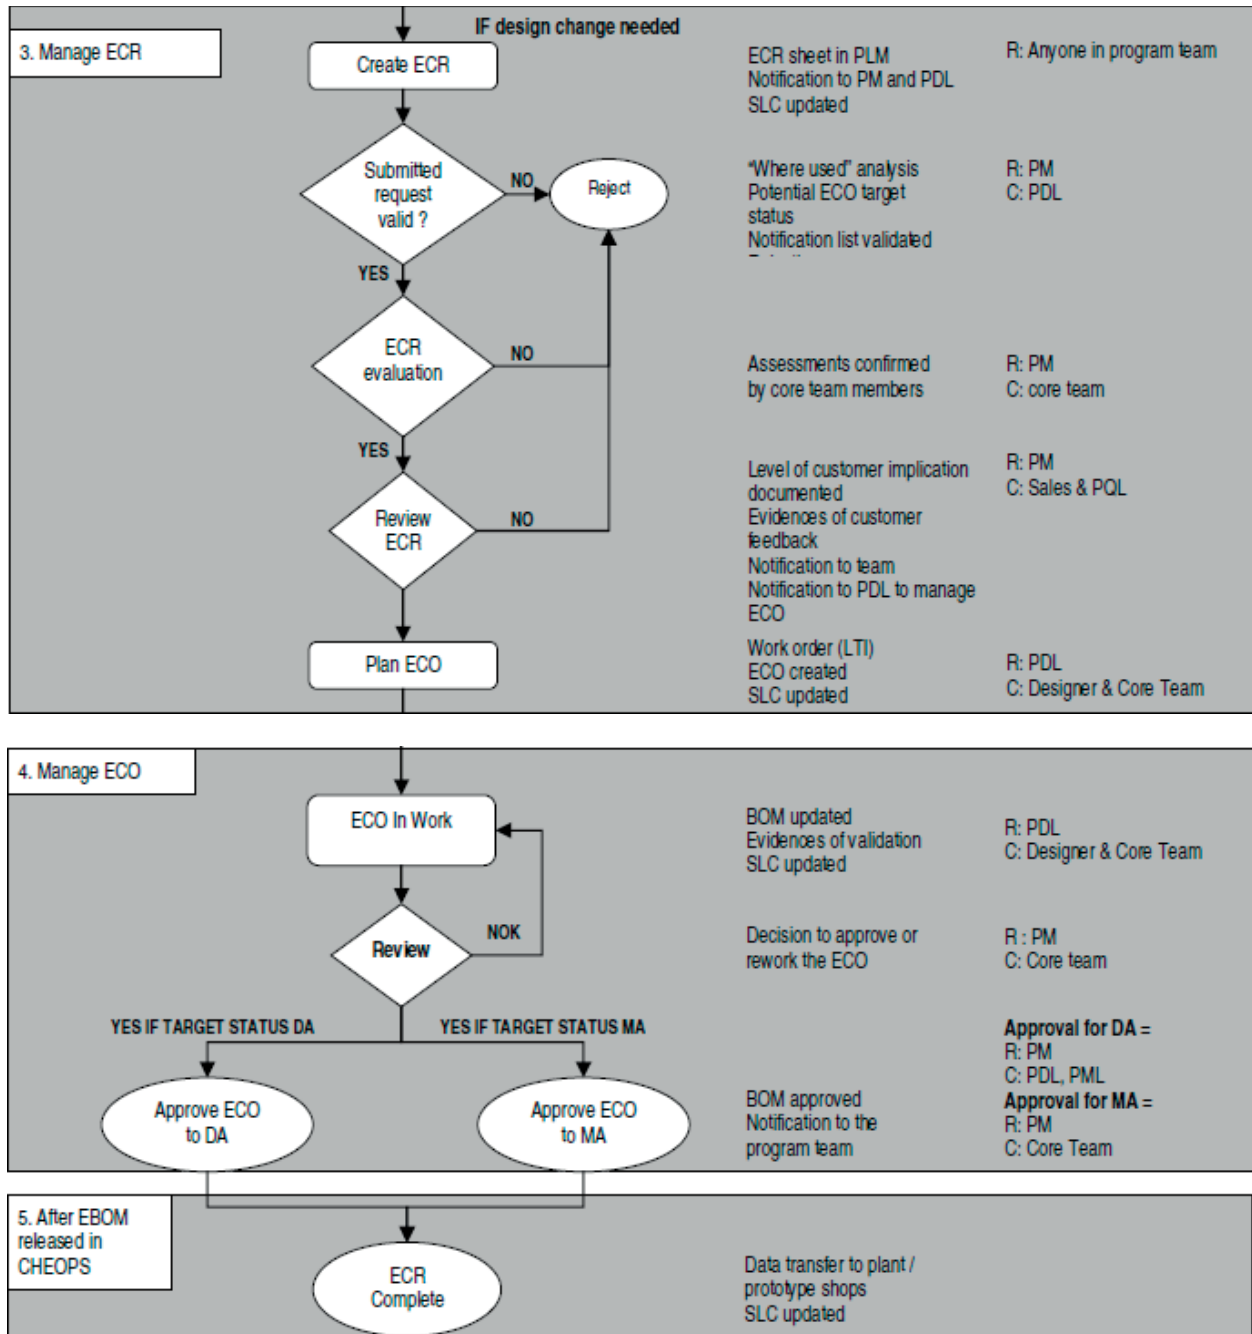 IF design change needed
3. Manage ECR
Create ECR
ECR sheet in PLM
Notification to PM and PDL
SLC updated
R: Anyone in program team
Submitted
request
valid ?
NO
Reject
"Where used" analysis
Potential ECO target
status
Notification list validated
R: PM
C: PDL
YES
ECR
evaluation
NO
Assessments confirmed
by core team members
R: PM
C: core team
YES
Review
ECR
NO
Level of customer implication
documented
Evidences of customer
feedback
Notification to team
Notification to PDL to manage
ECO
R: PM
C: Sales & PQL
Plan ECO
Work order (LTI)
ECO created
SLC updated
R: PDL
C: Designer & Core Team
4. Manage ECO
ECO In Work
BOM updated
Evidences of validation
SLC updated
R: PDL
C: Designer & Core Team
Review
NOK
Decision to approve or
rework the ECO
R : PM
C: Core team
YES IF TARGET STATUS DA
YES IF TARGET STATUS MA
Approve ECO
to DA
Approve ECO
to MA
BOM approved
Notification to the
program team
Approval for DA =
R: PM
C: PDL, PML
Approval for MA =
R: PM
C: Core Team
5. After EBOM
released in
CHEOPS
ECR
Complete
Data transfer to plant /
prototype shops
SLC updated